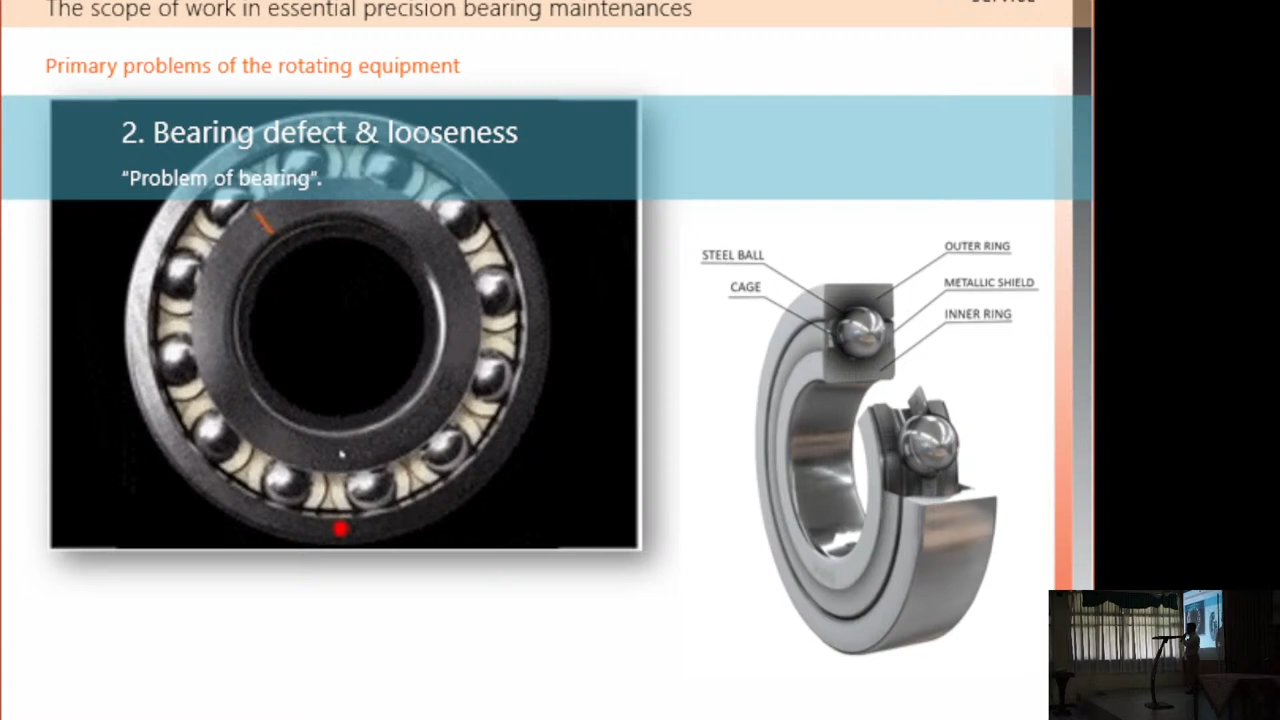 The scope of work in essential precision bearing maintenances
Primary problems of the rotating equipment
2. Bearing defect & looseness
“Problem of bearing”.
STEEL BALL
CAGE
OUTER RING
METALLIC SHIELD
INNER RING